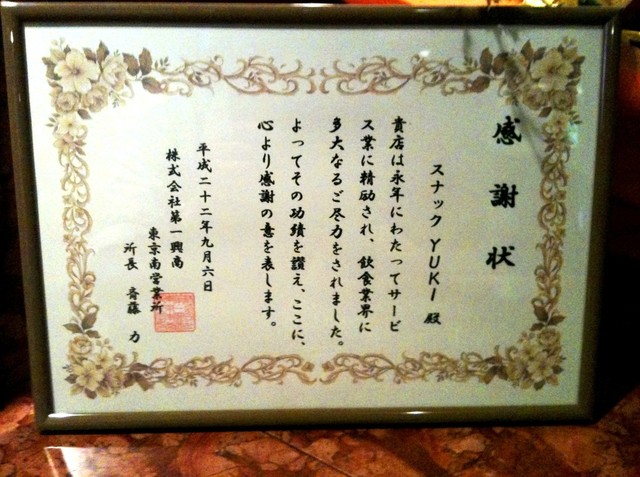 感謝状
スナック YUKI 殿
貴店は永年にわたってサービ
ス業に精励され、飲食業界に
多大なるご尽力をされました。
よってその功績を讃え、ここに、
心より感謝の意を表します。
平成二十二年九月六日
株式会社第一興商
東京南営業所
所長 斉藤 力